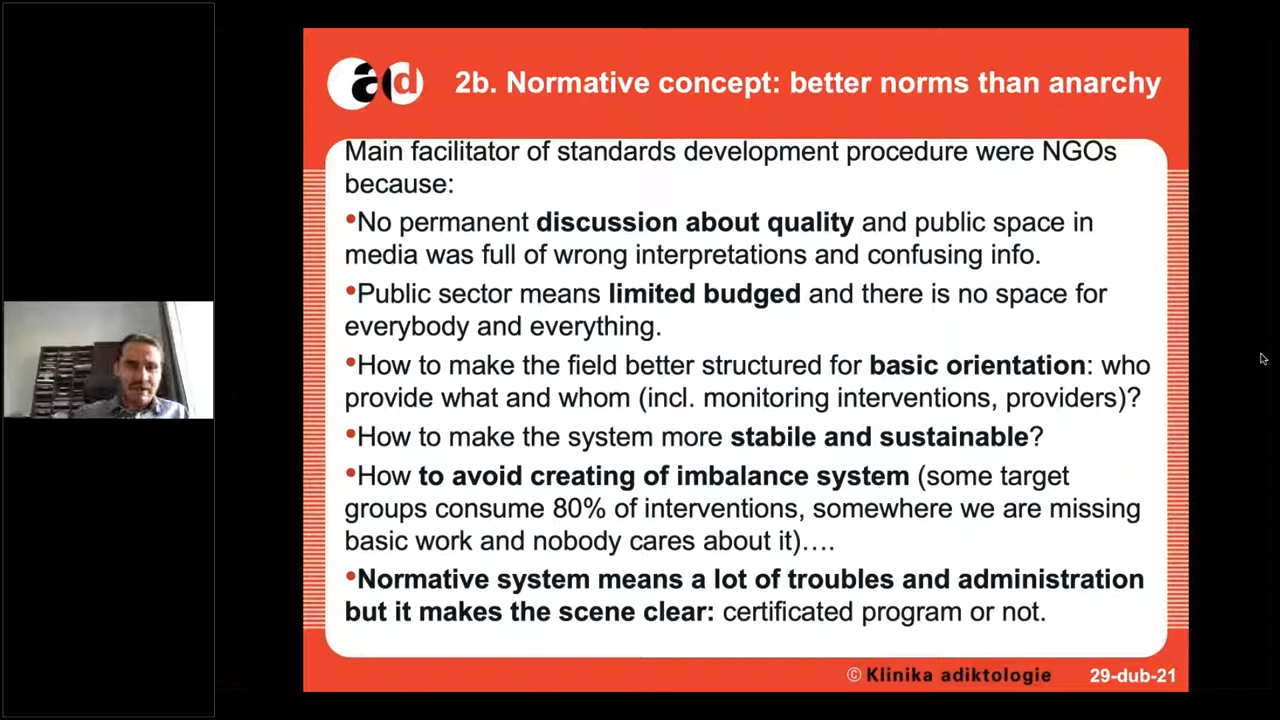 ad
2b. Normative concept: better norms than anarchy
Main facilitator of standards development procedure were NGOs
because:
•No permanent discussion about quality and public space in
media was full of wrong interpretations and confusing info.
•Public sector means limited budged and there is no space for
everybody and everything.
•How to make the field better structured for basic orientation: who
provide what and whom (incl. monitoring interventions, providers)?
•How to make the system more stabile and sustainable?
•How to avoid creating of imbalance system (some target
groups consume 80% of interventions, somewhere we are missing
basic work and nobody cares about it)….
•Normative system means a lot of troubles and administration
but it makes the scene clear: certificated program or not.
© Klinika adiktologie
29-dub-21